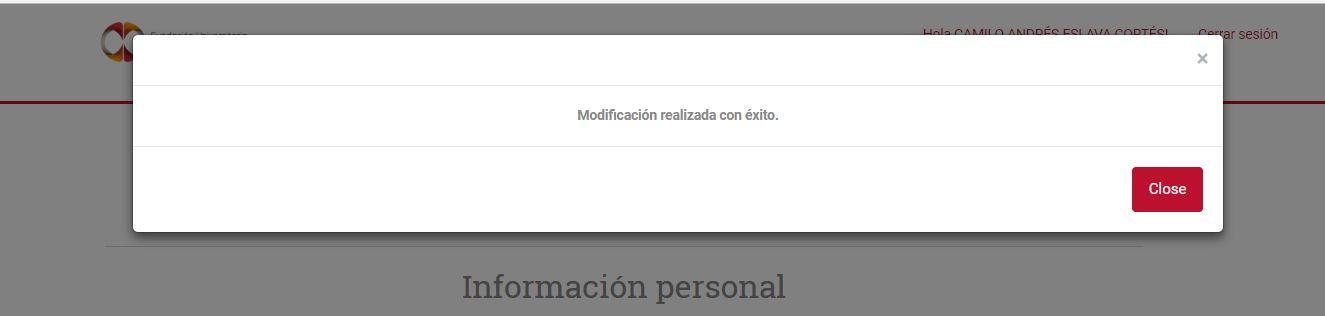 Hola CAMILO ANDRÉS ESLAVA CORTÉS! Cerrar sesión
×
Modificación realizada con éxito.
Close
Información personal